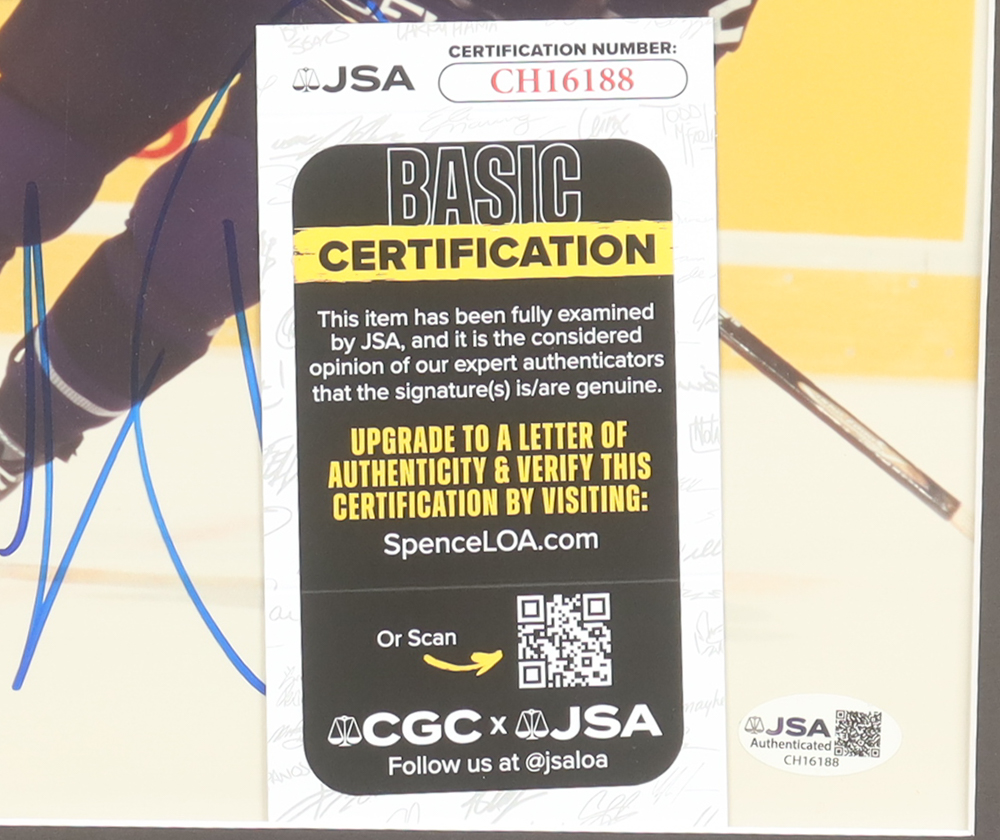 JSA
CERTIFICATION NUMBER:
CH16188
BASIC
CERTIFICATION
This item has been fully examined
by JSA, and it is the considered
opinion of our expert authenticators
that the signature(s) is/are genuine.
UPGRADE TO A LETTER OF
AUTHENTICITY & VERIFY THIS
CERTIFICATION BY VISITING:
SpenceLOA.com
Or Scan
CGC x JSA
Follow us at @jsaloa
JSA
Authenticated
CH16188